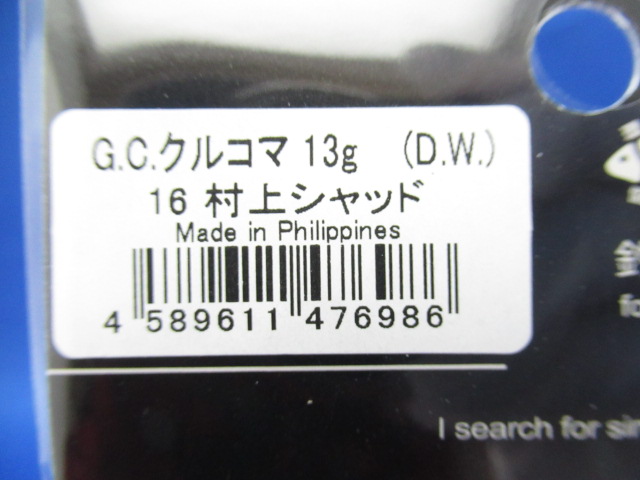 G.C.クルコマ 13g （D.W.）
16 村上シャッド
Made in Philippines
4 589611 476986
I search for